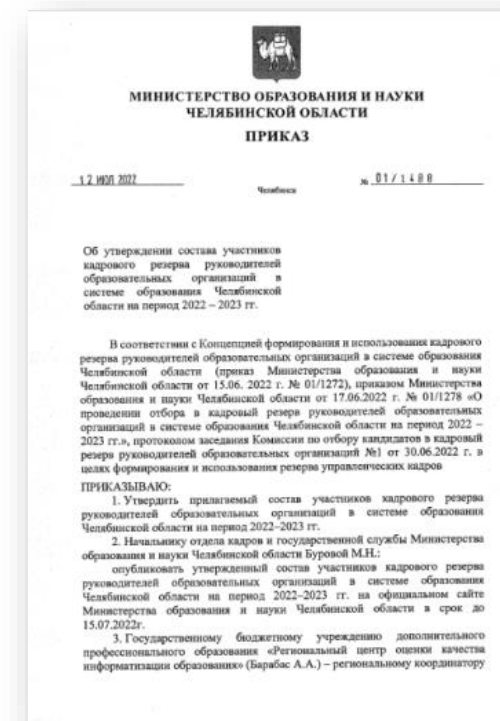 МИНИСТЕРСТВО ОБРАЗОВАНИЯ И НАУКИ
ЧЕЛЯБИНСКОЙ ОБЛАСТИ
ПРИКАЗ
12 ИЮЛ 2022 № 01/1488
Челябинск
Об утверждении состава участников
кадрового резерва руководителей
образовательных организаций в
системе образования Челябинской
области на период 2022 – 2023 гг.
В соответствии с Концепцией формирования и использования кадрового
резерва руководителей образовательных организаций в системе образования
Челябинской области (приказ Министерства образования и науки
Челябинской области от 15.06. 2022 г. № 01/1272), приказом Министерства
образования и науки Челябинской области от 17.06.2022 г. № 01/1278 «О
проведении отбора в кадровый резерв руководителей образовательных
организаций в системе образования Челябинской области на период 2022 –
2023 гг.», протоколом заседания Комиссии по отбору кандидатов в кадровый
резерв руководителей образовательных организаций №1 от 30.06.2022 г. в
целях формирования и использования резерва управленческих кадров
ПРИКАЗЫВАЮ:
1. Утвердить прилагаемый состав участников кадрового резерва
руководителей образовательных организаций в системе образования
Челябинской области на период 2022–2023 гг.
2. Начальнику отдела кадров и государственной службы Министерства
образования и науки Челябинской области Буровой М.Н.:
опубликовать утвержденный состав участников кадрового резерва
руководителей образовательных организаций в системе образования
Челябинской области на период 2022–2023 гг. на официальном сайте
Министерства образования и науки Челябинской области в срок до
15.07.2022г.
3. Государственному бюджетному учреждению дополнительного
профессионального образования «Региональный центр оценки качества
информатизации образования» (Барабас А.А.) – региональному координатору